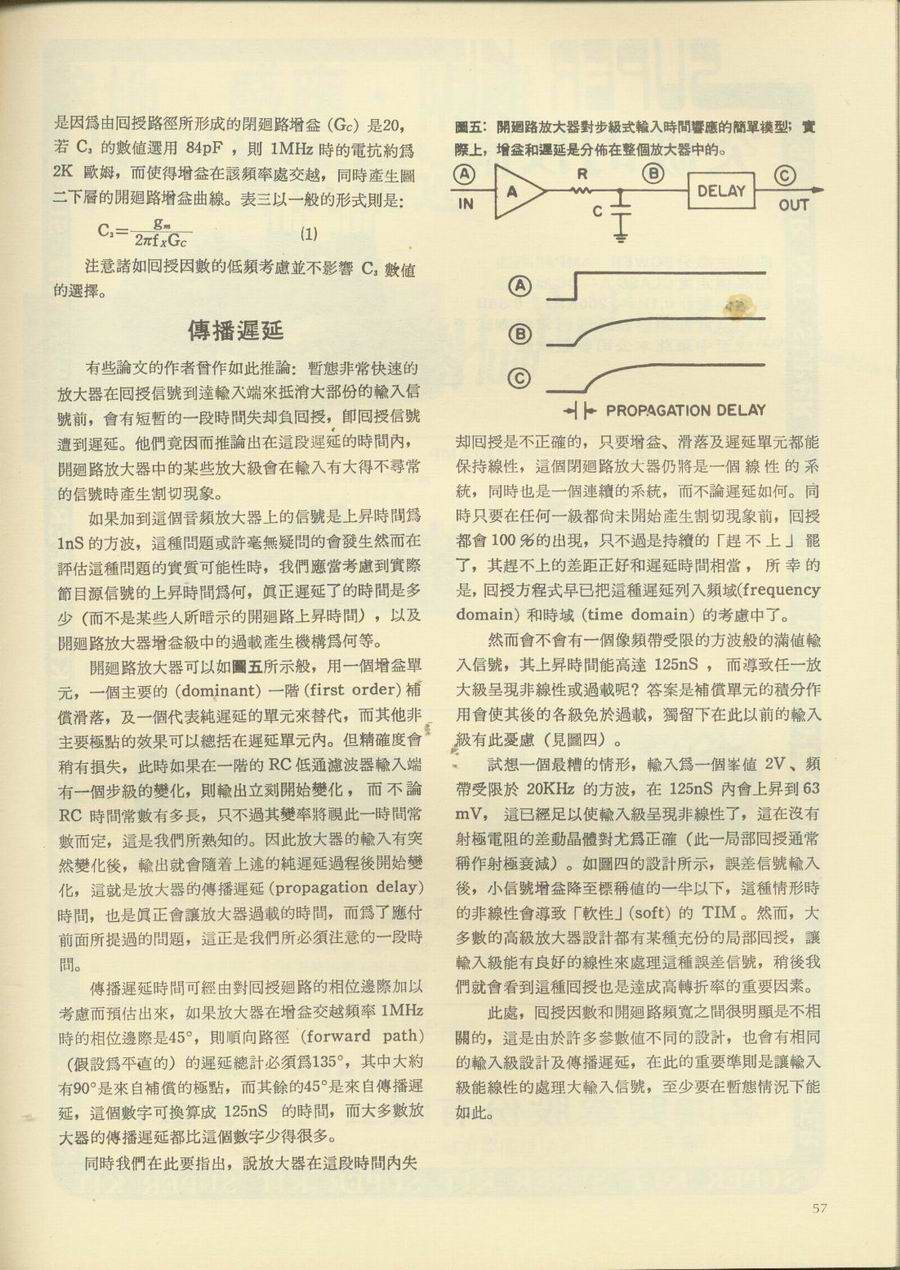 是因爲由囘授路徑所形成的閉廻路增益 (Gc) 是20，
若 C₃ 的數値選用 84pF ，則 1MHz 時的電抗約爲
2K 歐姆，而使得增益在該頻率處交越，同時產生圖
二下層的開廻路增益曲線。表三以一般的形式則是：
C₃= gm / 2πfxGc (1)
注意諸如囘授因數的低頻考慮並不影響 C₃ 數値
的選擇。
傳播遲延
有些論文的作者曾作如此推論：暫態非常快速的
放大器在囘授信號到達輸入端來抵消大部份的輸入信
號前，會有短暫的一段時間失却負囘授，卽囘授信號
遭到遲延。他們竟因而推論出在這段遲延的時間內，
開廻路放大器中的某些放大級會在輸入有大得不尋常
的信號時產生割切現象。
如果加到這個音頻放大器上的信號是上昇時間爲
1nS 的方波，這種問題或許毫無疑問的會發生然而在
評估這種問題的實質可能性時，我們應當考慮到實際
節目源信號的上昇時間爲何，眞正遲延了的時間是多
少（而不是某些人所暗示的開廻路上昇時間），以及
開廻路放大器增益級中的過載產生機構爲何等。
開廻路放大器可以如圖五所示般，用一個增益單
元，一個主要的 (dominant) 一階 (first order) 補
償滑落，及一個代表純遲延的單元來替代，而其他非
主要極點的效果可以總括在遲延單元內。但精確度會
稍有損失，此時如果在一階的 RC 低通濾波器輸入端
有一個步級的變化，則輸出立刻開始變化，而不論
RC 時間常數有多長，只不過其變率將視此一時間常
數而定，這是我們所熟知的。因此放大器的輸入有突
然變化後，輸出就會隨着上述的純遲延過程後開始變
化，這就是放大器的傳播遲延 (propagation delay)
時間，也是眞正會讓放大器過載的時間，而爲了應付
前面所提過的問題，這正是我們所必須注意的一段時
間。
傳播遲延時間可經由對囘授廻路的相位邊際加以
考慮而預估出來，如果放大器在增益交越頻率 1MHz
時的相位邊際是45°，則順向路徑 (forward path)
（假設爲平直的）的遲延總計必須爲135°，其中大約
有90°是來自補償的極點，而其餘的45°是來自傳播遲
延，這個數字可換算成 125nS 的時間，而大多數放
大器的傳播遲延都比這個數字少得很多。
同時我們在此要指出，說放大器在這段時間內失
圖五：開廻路放大器對步級式輸入時間響應的簡單模型；實
際上，增益和遲延是分佈在整個放大器中的。
A R B C
A DELAY
IN C OUT
A
B
C
PROPAGATION DELAY
却囘授是不正確的，只要增益、滑落及遲延單元都能
保持線性，這個閉廻路放大器仍將是一個線性的系
統，同時也是一個連續的系統，而不論遲延如何。同
時只要在任何一級都尙未開始產生割切現象前，囘授
都會 100 %的出現，只不過是持續的「趕不上」罷
了，其趕不上的差距正好和遲延時間相當，所幸的
是，囘授方程式早已把這種遲延列入頻域(frequency
domain) 和時域 (time domain) 的考慮中了。
然而會不會有一個像頻帶受限的方波般的滿値輸
入信號，其上昇時間能高達 125nS ，而導致任一放
大級呈現非線性或過載呢？答案是補償單元的積分作
用會使其後的各級免於過載，獨留下在此以前的輸入
級有此憂慮（見圖四）。
試想一個最糟的情形，輸入爲一個峯値 2V、頻
帶受限於 20KHz 的方波，在 125nS 內會上昇到 63
mV， 這已經足以使輸入級呈現非線性了，這在沒有
射極電阻的差動晶體對尤爲正確（此一局部囘授通常
稱作射極衰減）。如圖四的設計所示，誤差信號輸入
後，小信號增益降至標稱値的一半以下，這種情形時
的非線性會導致「軟性」(soft) 的 TIM。然而，大
多數的高級放大器設計都有某種充份的局部囘授，讓
輸入級能有良好的線性來處理這種誤差信號，稍後我
們就會看到這種囘授也是達成高轉折率的重要因素。
此處，囘授因數和開廻路頻寬之間很明顯是不相
關的，這是由於許多參數値不同的設計，也會有相同
的輸入級設計及傳播遲延，在此的重要準則是讓輸入
級能線性的處理大輸入信號，至少要在暫態情況下能
如此。
57